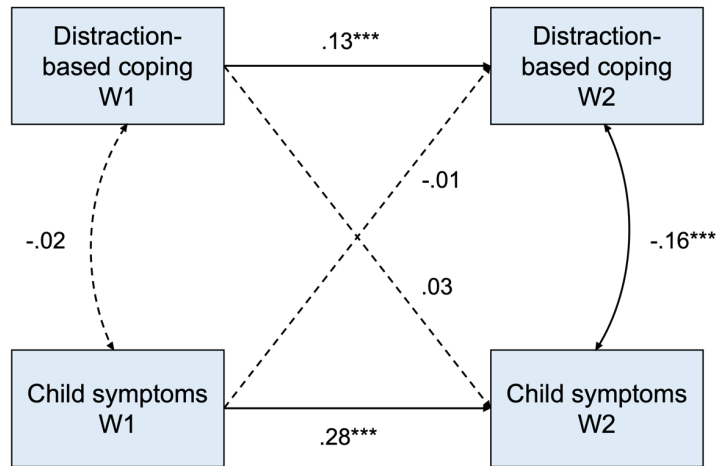 Distraction-
based coping
W1
.13***
Distraction-
based coping
W2
-.01
-.02
-.16***
.03
Child symptoms
W1
.28***
Child symptoms
W2